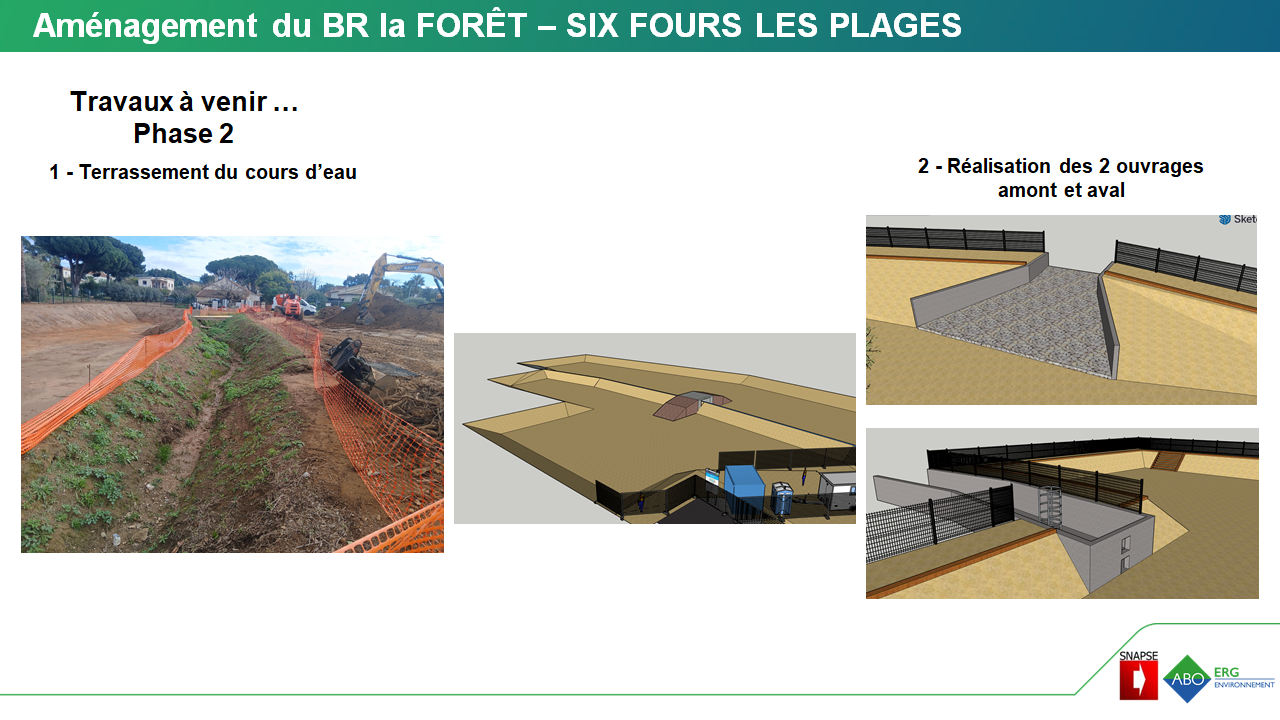 Aménagement du BR la FORÊT – SIX FOURS LES PLAGES
Travaux à venir …
Phase 2
1 - Terrassement du cours d’eau
2 - Réalisation des 2 ouvrages
amont et aval
Sket
SNAPSE
ABO
ERG
ENVIRONNEMENT